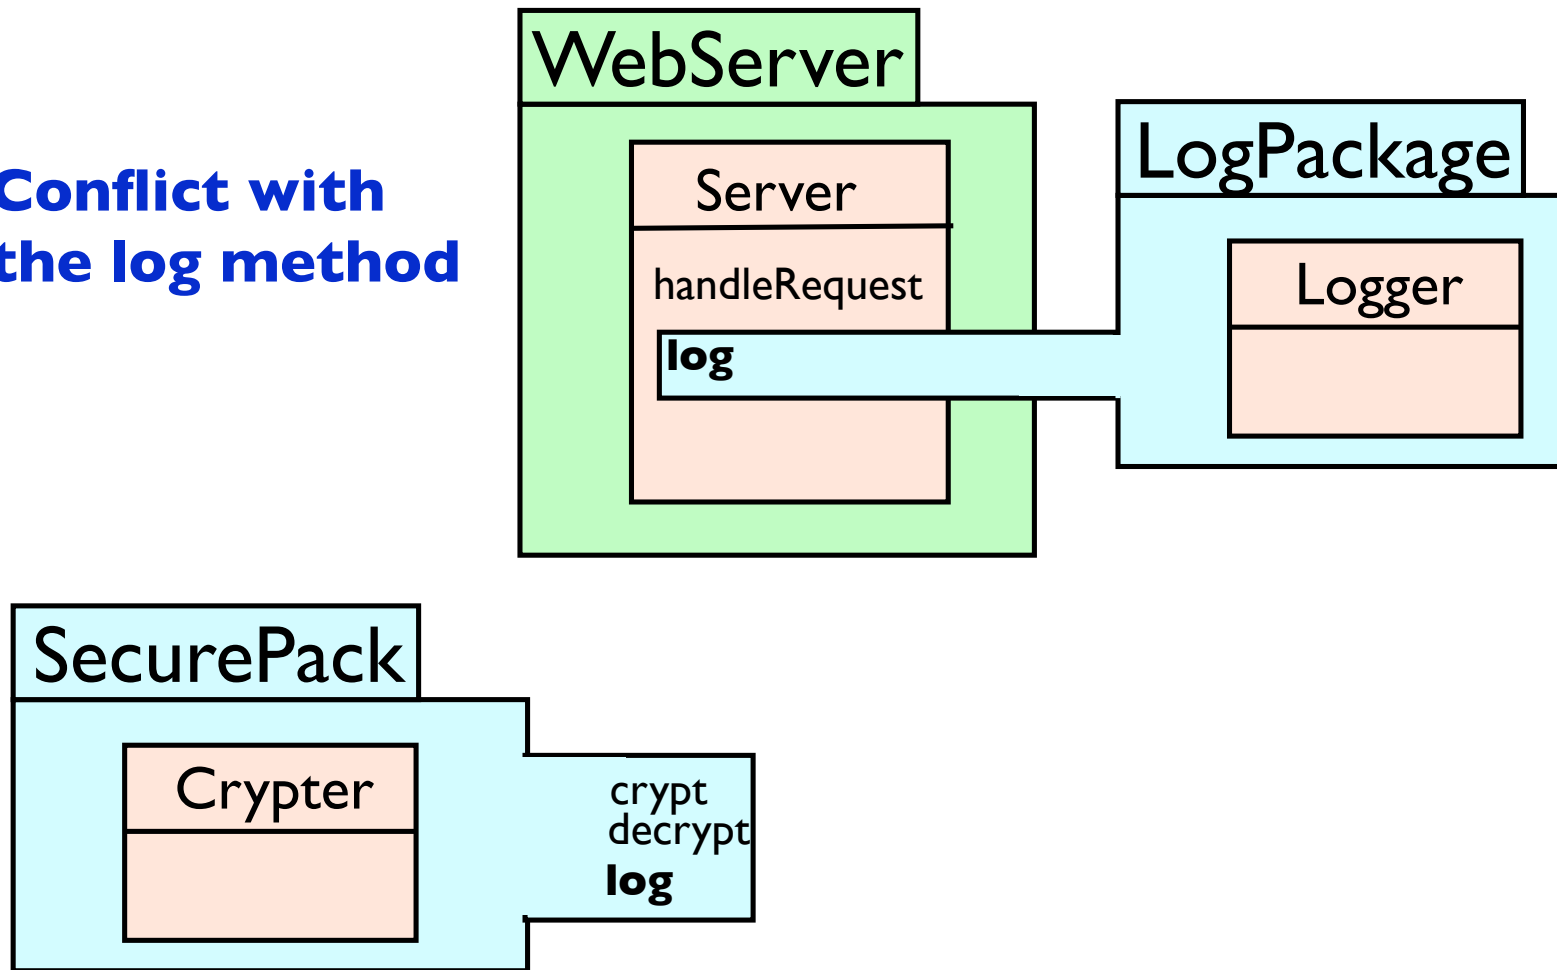 WebServer
LogPackage
Conflict with
the log method
Server
handleRequest
Logger
log
SecurePack
Crypter
crypt
decrypt
log